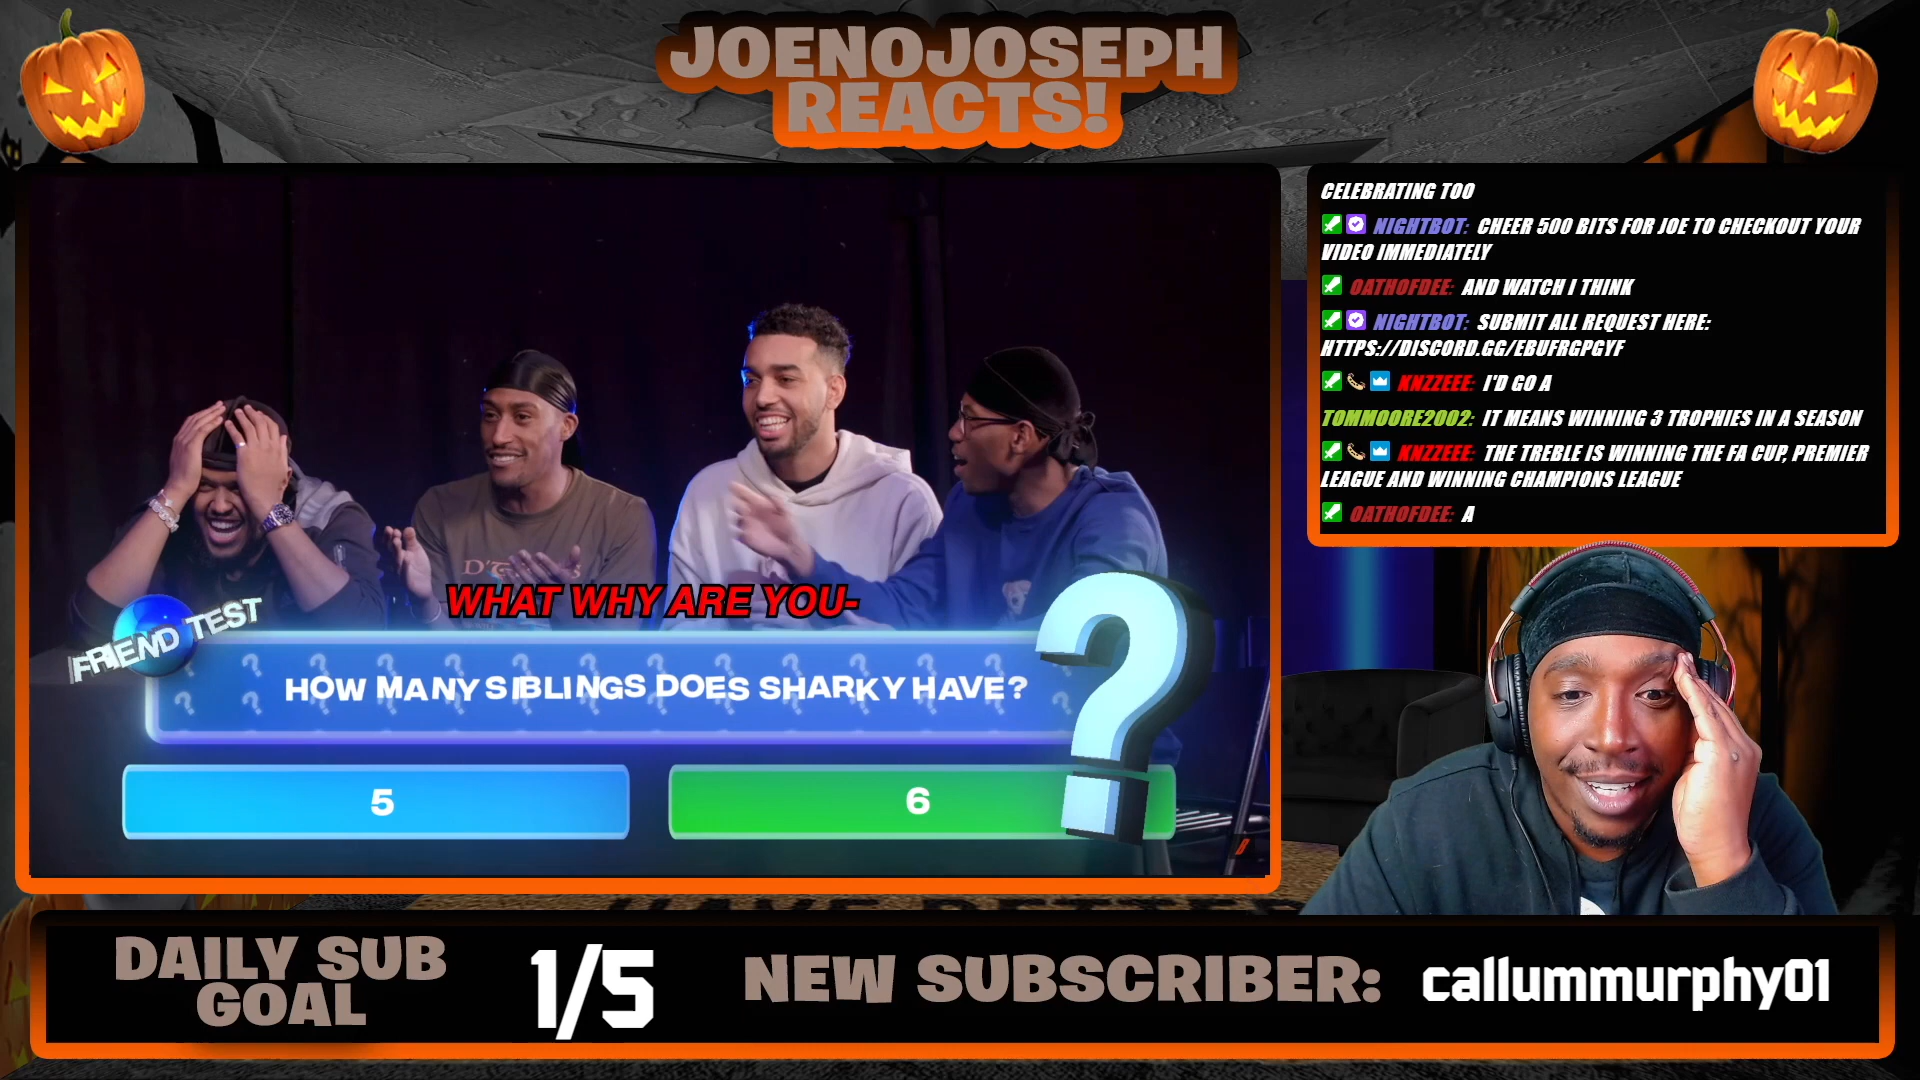 JOENOJOSEPH
REACTS!
CELEBRATING TOO
NIGHTBOT: CHEER 500 BITS FOR JOE TO CHECKOUT YOUR
VIDEO IMMEDIATELY
OATHOFDEE: AND WATCH I THINK
NIGHTBOT: SUBMIT ALL REQUEST HERE:
HTTPS://DISCORD.GG/EBUFRGPGYF
KNZZEEE: I'D GO A
TOMMOORE2002: IT MEANS WINNING 3 TROPHIES IN A SEASON
KNZZEEE: THE TREBLE IS WINNING THE FA CUP, PREMIER
LEAGUE AND WINNING CHAMPIONS LEAGUE
OATHOFDEE: A
WHAT WHY ARE YOU-
FRIEND TEST
HOW MANY SIBLINGS DOES SHARKY HAVE?
?
5
6
DAILY SUB
GOAL
1/5
NEW SUBSCRIBER:
callummurphy01